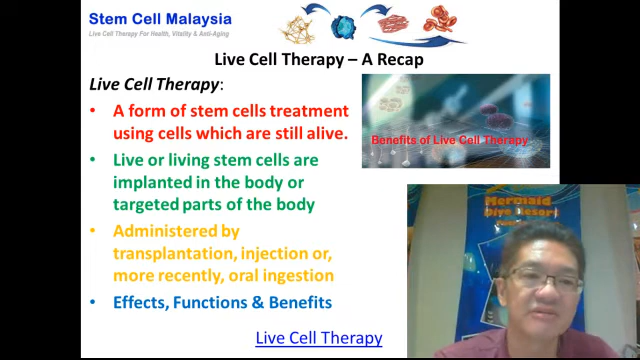 Stem Cell Malaysia
Live Cell Therapy For Health, Vitality & Anti-Aging
Live Cell Therapy – A Recap
Live Cell Therapy:
• A form of stem cells treatment
using cells which are still alive.
• Live or living stem cells are
implanted in the body or
targeted parts of the body
• Administered by
transplantation, injection or,
more recently, oral ingestion
• Effects, Functions & Benefits
Live Cell Therapy
Benefits of Live Cell Therapy
Mermaid
Dive Resort